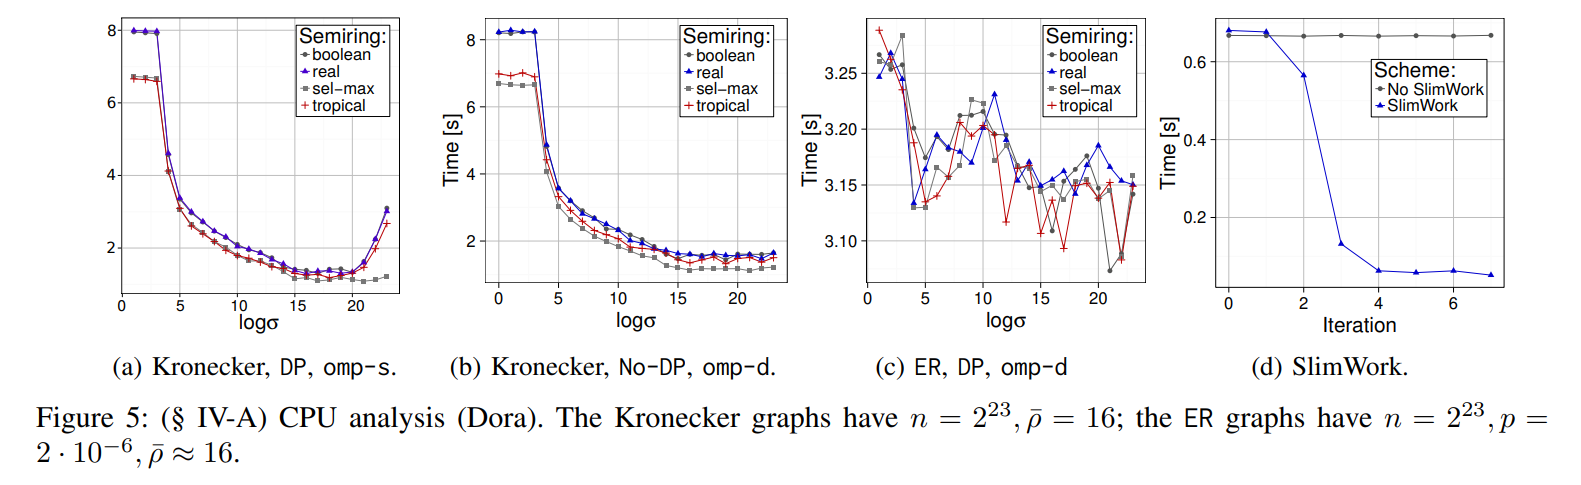 8
6
4
2
0
5
10
15
20
logσ
Semiring:
boolean
real
sel−max
tropical
(a) Kronecker, DP, omp-s.
Time [s]
8
6
4
2
0
5
10
15
20
logσ
Semiring:
boolean
real
sel−max
tropical
(b) Kronecker, No-DP, omp-d.
Time [s]
3.25
3.20
3.15
3.10
0
5
10
15
20
logσ
Semiring:
boolean
real
sel−max
tropical
(c) ER, DP, omp-d
Time [s]
0.6
0.4
0.2
0
2
4
6
Iteration
Scheme:
No SlimWork
SlimWork
(d) SlimWork.
Figure 5: (§ IV-A) CPU analysis (Dora). The Kronecker graphs have n = 2²³, ρ̄ = 16; the ER graphs have n = 2²³, p =
2 · 10⁻⁶, ρ̄ ≈ 16.